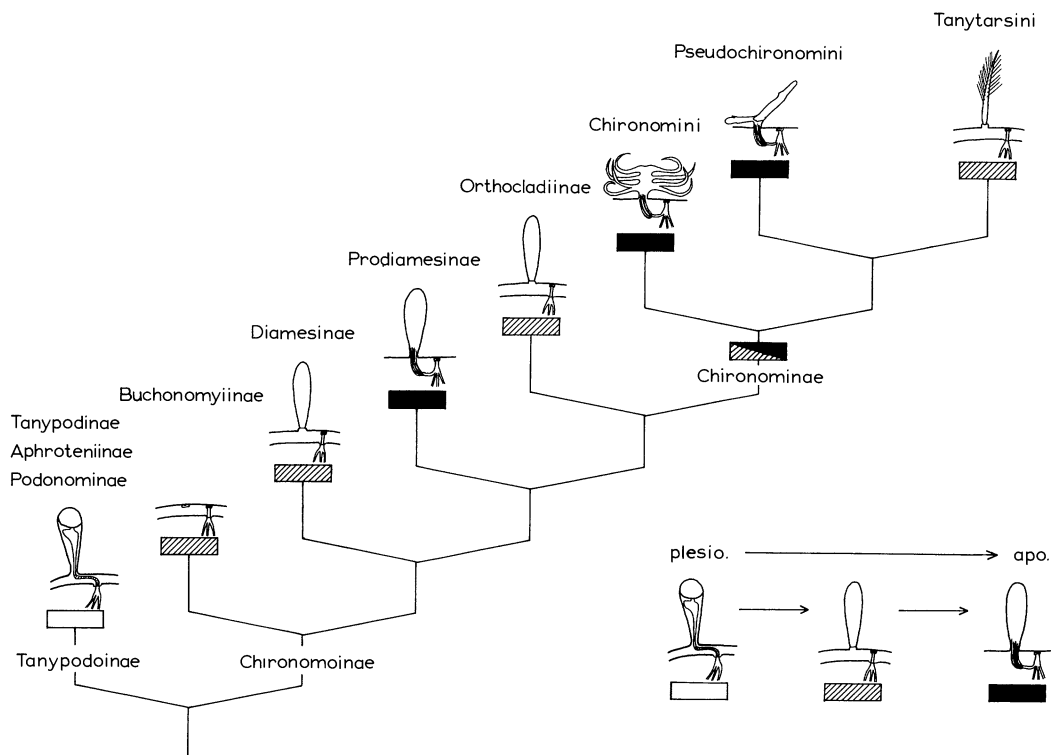 Tanytarsini
Pseudochironomini
Chironomini
Orthocladiinae
Prodiamesinae
Diamesinae
Chironominae
Buchonomyiinae
Tanypodinae
Aphroteniinae
Podonominae
plesio. apo.
Tanypodoinae Chironomoinae